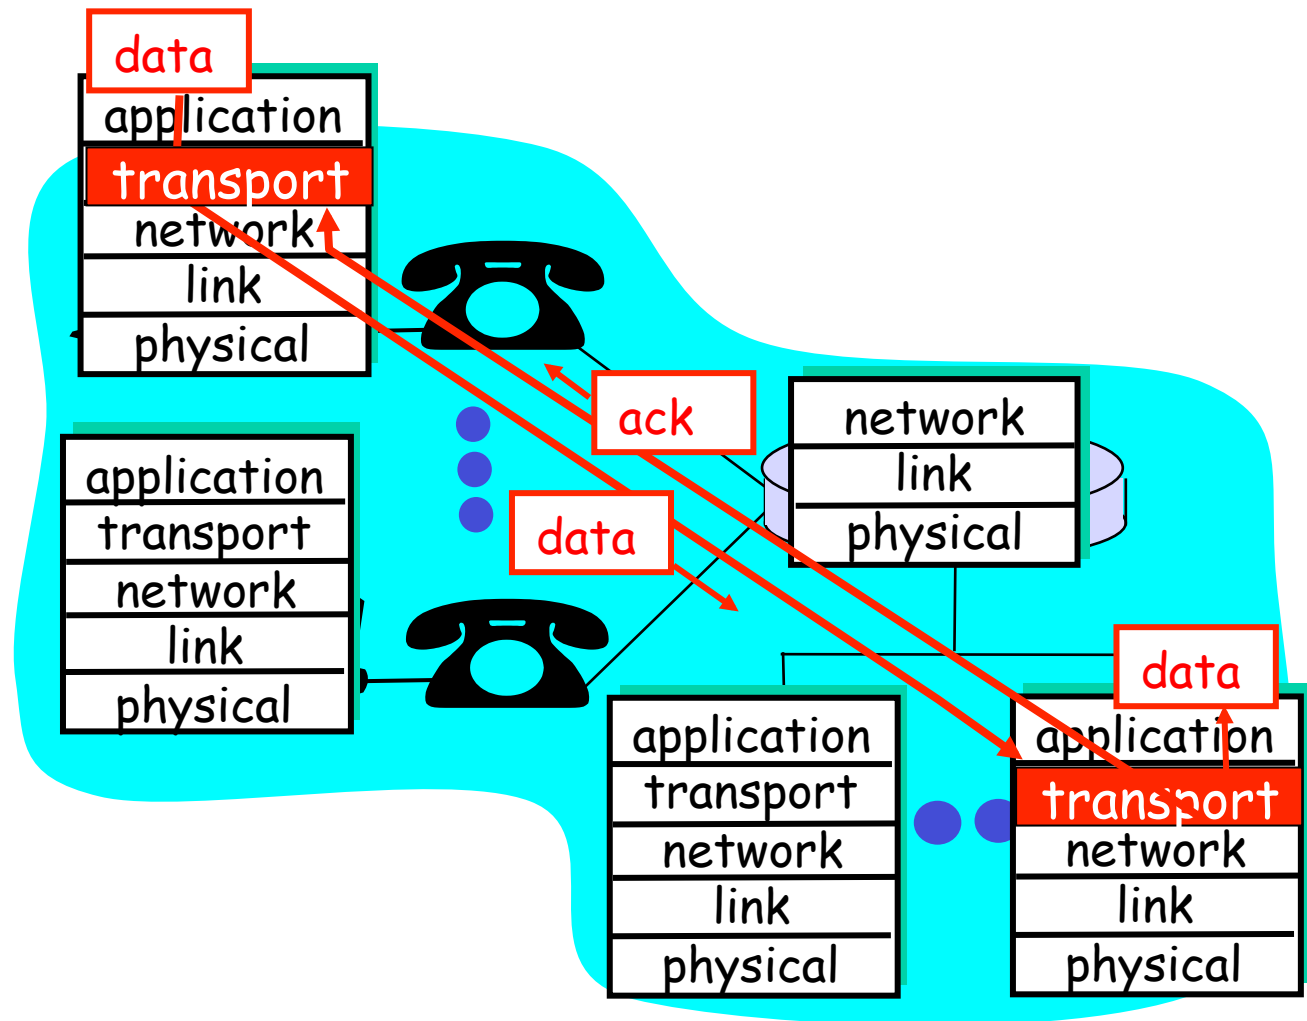 data
application
transport
network
link
physical
ack
network
link
physical
application
transport
network
link
physical
data
data
application
transport
network
link
physical
application
transport
network
link
physical